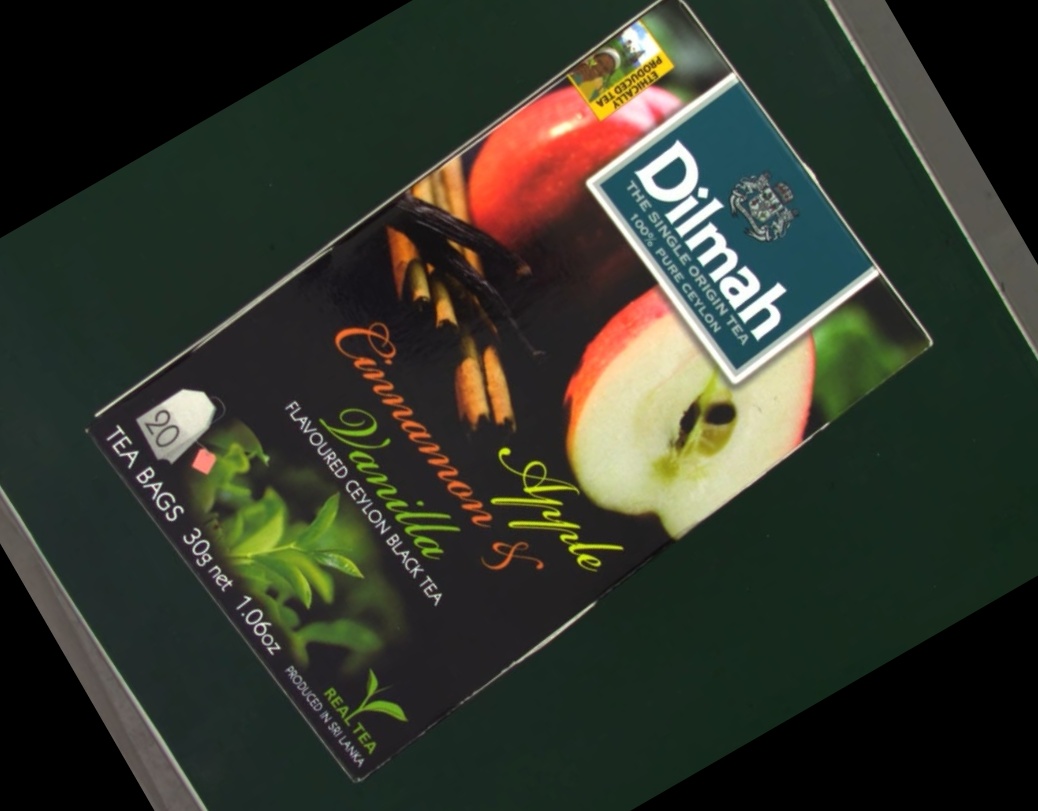 ETHICALLY
PRODUCED TEA
Dilmah
THE SINGLE ORIGIN TEA
100% PURE CEYLON
Apple
Cinnamon &
Vanilla
FLAVOURED CEYLON BLACK TEA
20
TEA BAGS 30g net 1.06oz
REAL TEA
PRODUCED IN SRI LANKA